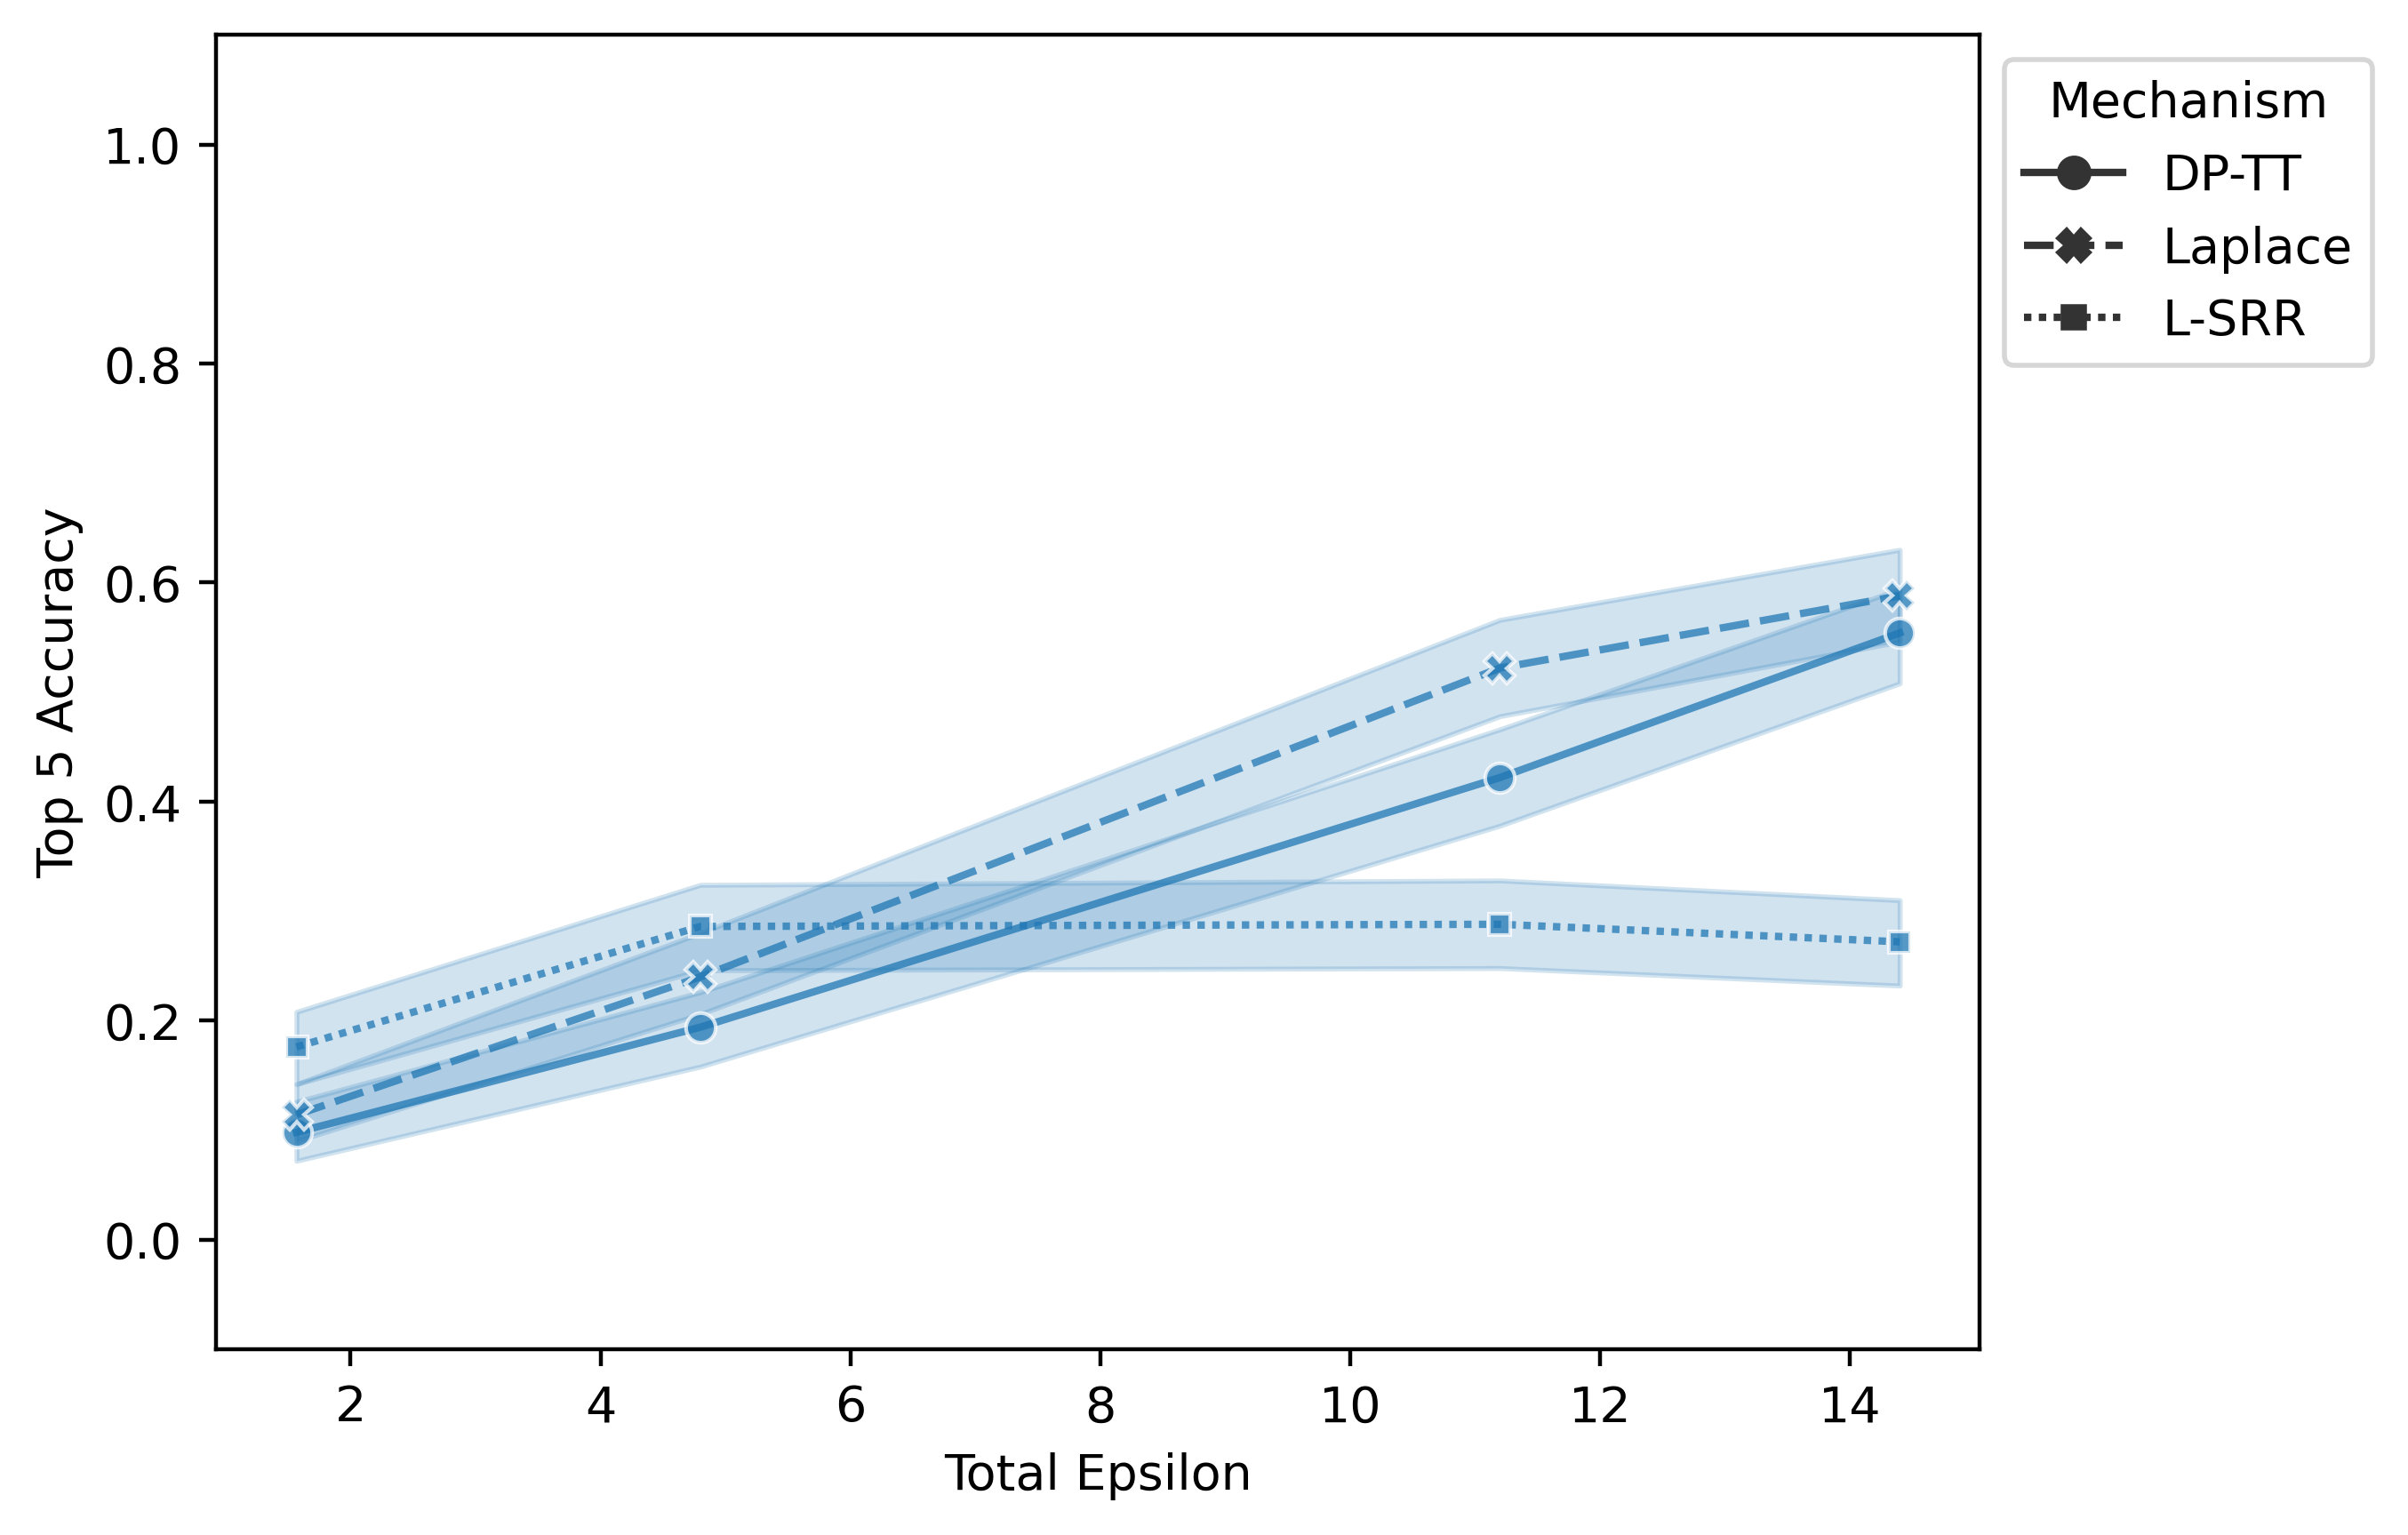 1.0
0.8
0.6
0.4
0.2
0.0
Top 5 Accuracy
2 4 6 8 10 12 14
Total Epsilon
Mechanism
DP-TT
Laplace
L-SRR